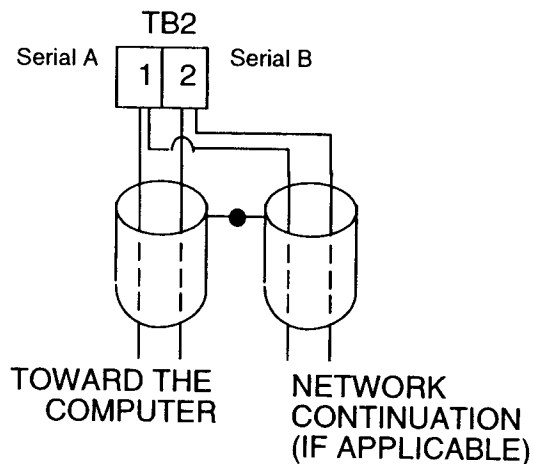 TB2
Serial A
1 2
Serial B
TOWARD THE
COMPUTER
NETWORK
CONTINUATION
(IF APPLICABLE)